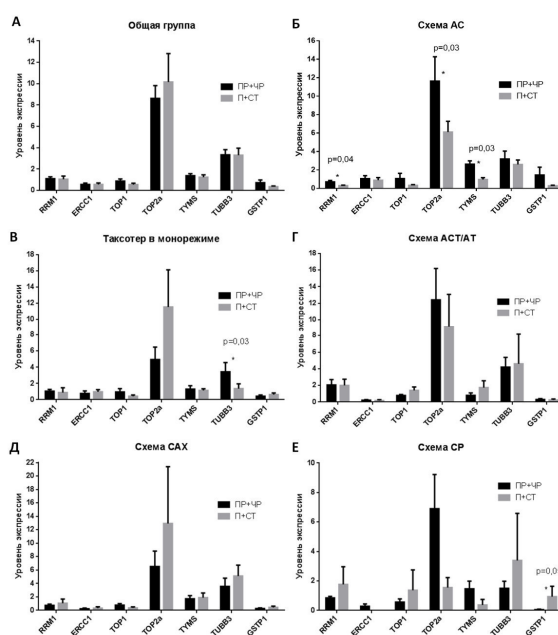 А
Общая группа
Уровень экспрессии
14
12
10
8
6
4
2
0
ПР+ЧР
П+СТ
RRM1
ERCC1
TOP1
TOP2a
TYMS
TUBB3
GSTP1
Б
Схема АС
Уровень экспрессии
16
14
12
10
8
6
4
2
0
p=0,03
*
ПР+ЧР
П+СТ
p=0,04
*
p=0,03
*
RRM1
ERCC1
TOP1
TOP2a
TYMS
TUBB3
GSTP1
В
Таксотер в монорежиме
Уровень экспрессии
18
16
14
12
10
8
6
4
2
0
ПР+ЧР
П+СТ
p=0,03
*
RRM1
ERCC1
TOP1
TOP2a
TYMS
TUBB3
GSTP1
Г
Схема АСТ/АТ
Уровень экспрессии
18
16
14
12
10
8
6
4
2
0
ПР+ЧР
П+СТ
RRM1
ERCC1
TOP1
TOP2a
TYMS
TUBB3
GSTP1
Д
Схема САХ
Уровень экспрессии
22
20
18
16
14
12
10
8
6
4
2
0
ПР+ЧР
П+СТ
RRM1
ERCC1
TOP1
TOP2a
TYMS
TUBB3
GSTP1
Е
Схема СР
Уровень экспрессии
10
8
6
4
2
0
ПР+ЧР
П+СТ
*
RRM1
ERCC1
TOP1
TOP2a
TYMS
TUBB3
GSTP1